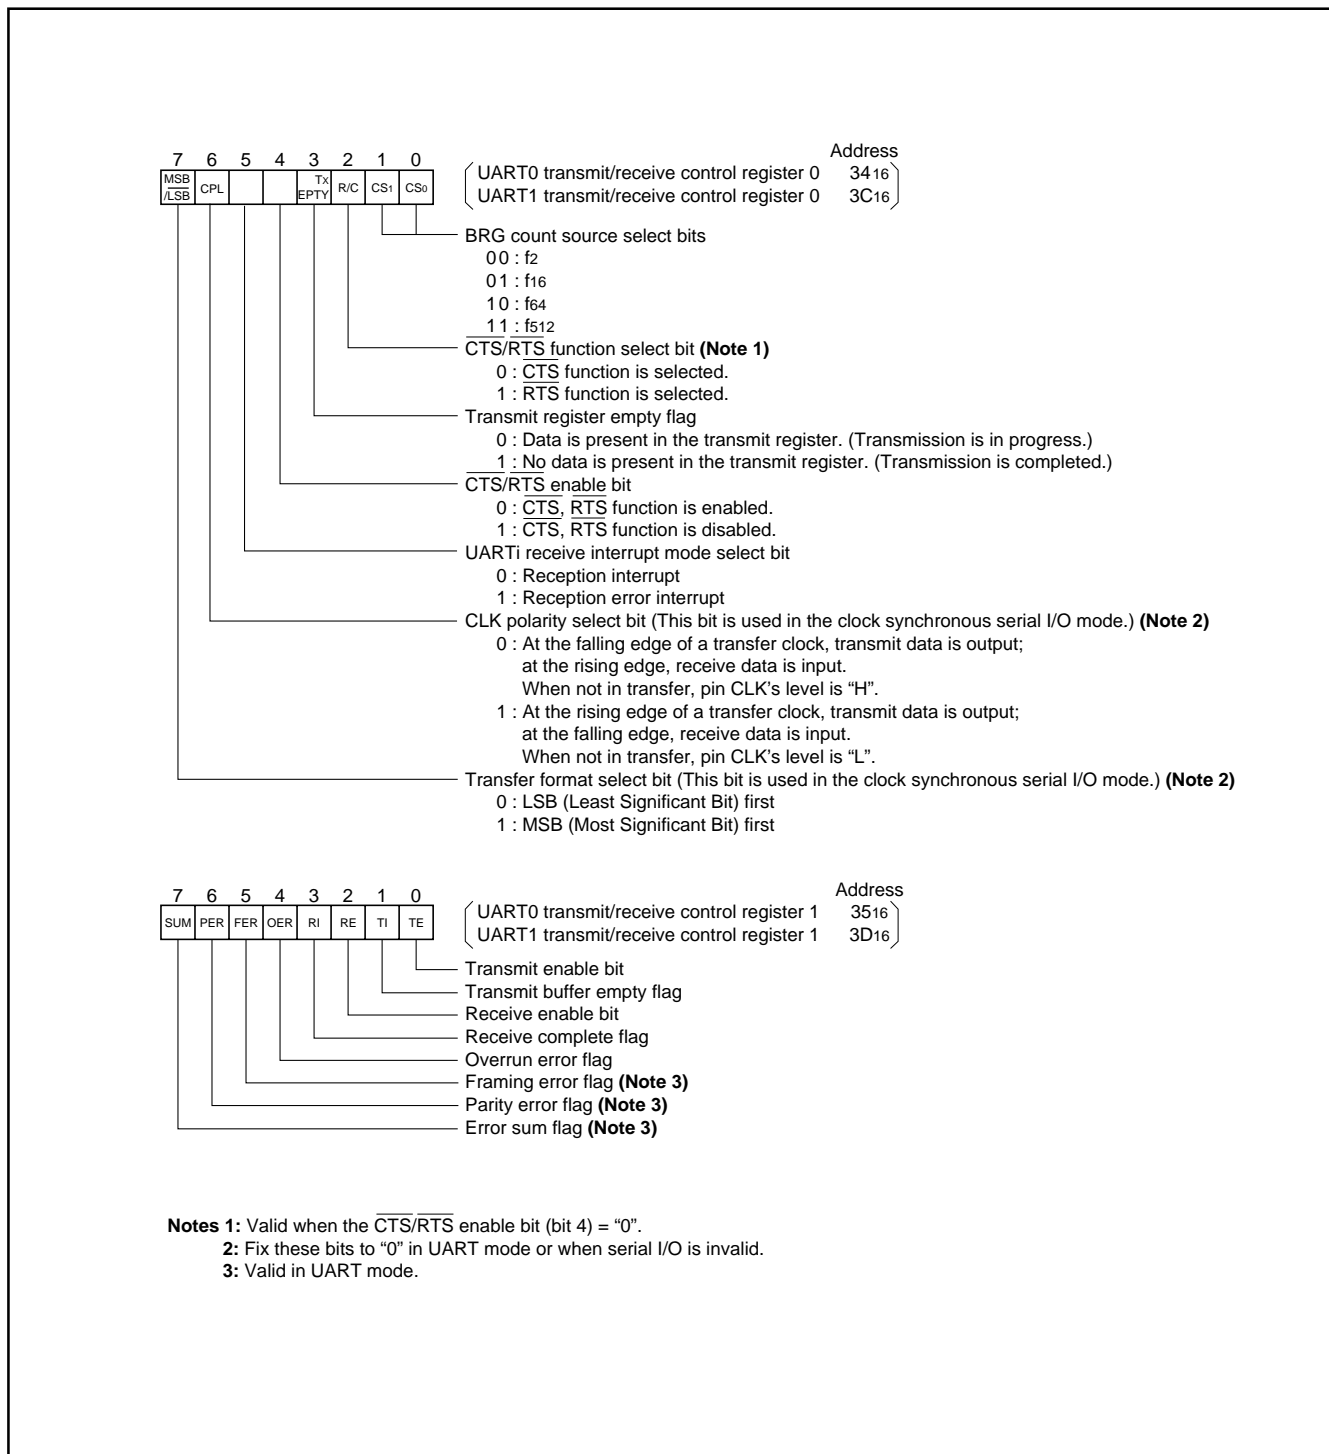 Address
7 6 5 4 3 2 1 0
MSB/LSB CPL TX EPTY R/C CS1 CS0
UART0 transmit/receive control register 0 3416
UART1 transmit/receive control register 0 3C16
BRG count source select bits
0 0 : f2
0 1 : f16
1 0 : f64
1 1 : f512
CTS/RTS function select bit (Note 1)
0 : CTS function is selected.
1 : RTS function is selected.
Transmit register empty flag
0 : Data is present in the transmit register. (Transmission is in progress.)
1 : No data is present in the transmit register. (Transmission is completed.)
CTS/RTS enable bit
0 : CTS, RTS function is enabled.
1 : CTS, RTS function is disabled.
UARTi receive interrupt mode select bit
0 : Reception interrupt
1 : Reception error interrupt
CLK polarity select bit (This bit is used in the clock synchronous serial I/O mode.) (Note 2)
0 : At the falling edge of a transfer clock, transmit data is output;
at the rising edge, receive data is input.
When not in transfer, pin CLK’s level is “H”.
1 : At the rising edge of a transfer clock, transmit data is output;
at the falling edge, receive data is input.
When not in transfer, pin CLK’s level is “L”.
Transfer format select bit (This bit is used in the clock synchronous serial I/O mode.) (Note 2)
0 : LSB (Least Significant Bit) first
1 : MSB (Most Significant Bit) first
Address
7 6 5 4 3 2 1 0
SUM PER FER OER RI RE TI TE
UART0 transmit/receive control register 1 3516
UART1 transmit/receive control register 1 3D16
Transmit enable bit
Transmit buffer empty flag
Receive enable bit
Receive complete flag
Overrun error flag
Framing error flag (Note 3)
Parity error flag (Note 3)
Error sum flag (Note 3)
Notes 1: Valid when the CTS/RTS enable bit (bit 4) = “0”.
2: Fix these bits to “0” in UART mode or when serial I/O is invalid.
3: Valid in UART mode.